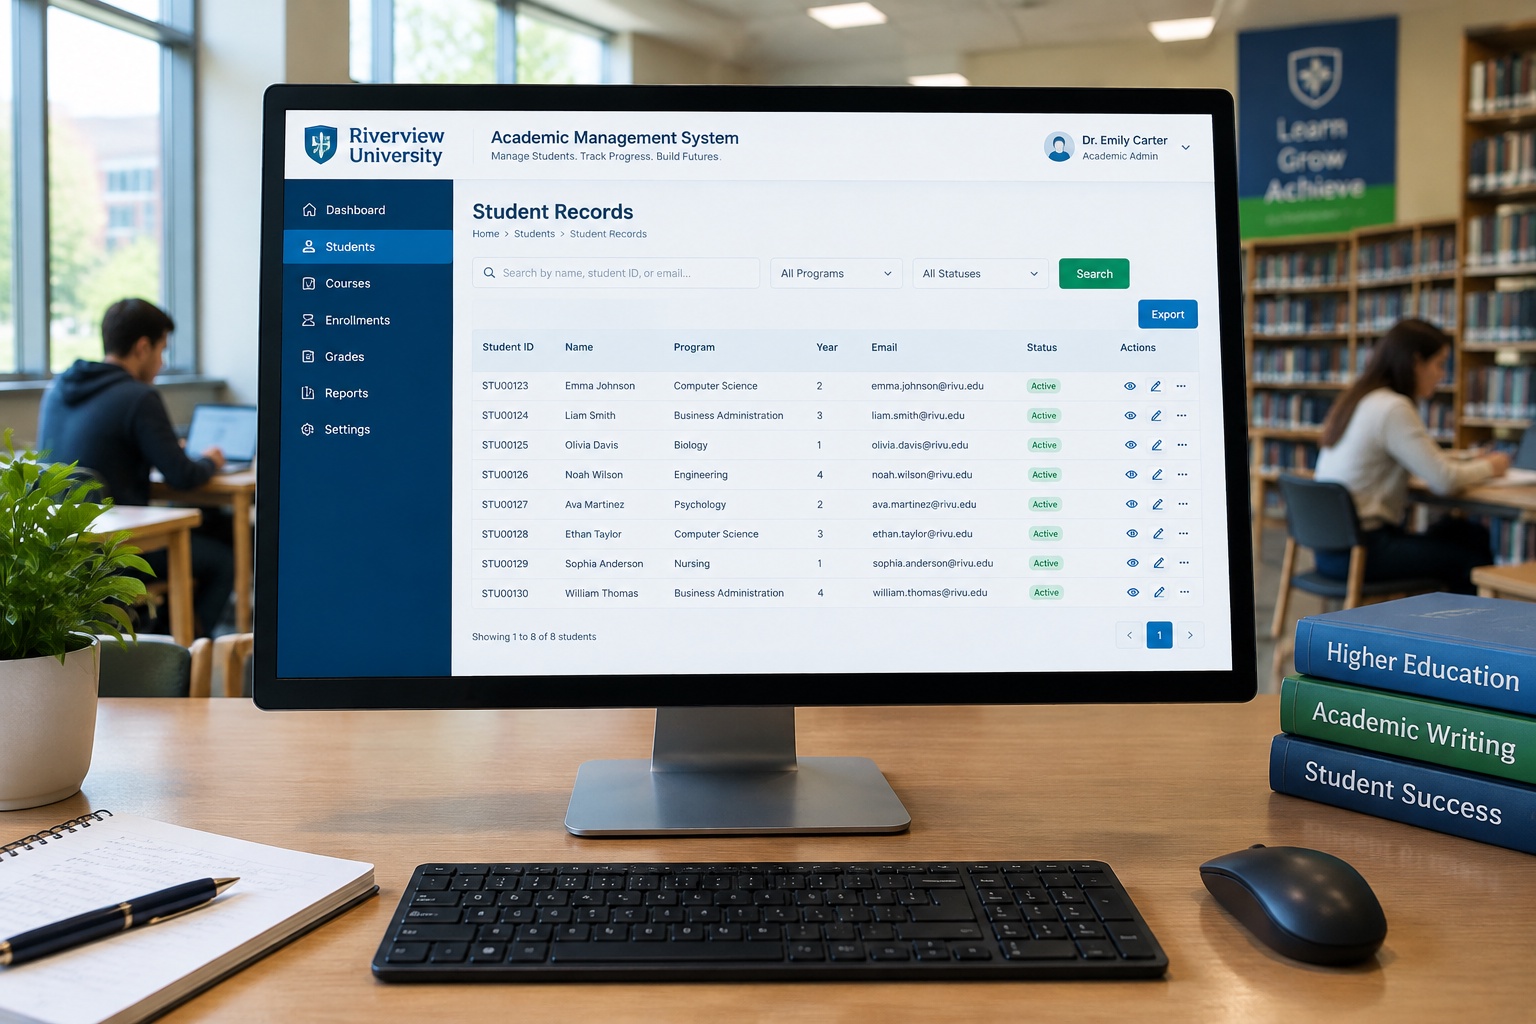 Riverview
University
Academic Management System
Manage Students. Track Progress. Build Futures.
Dr. Emily Carter
Academic Admin
Dashboard
Students
Courses
Enrollments
Grades
Reports
Settings
Student Records
Home > Students > Student Records
Search by name, student ID, or email...
All Programs
All Statuses
Search
Export
Student ID Name Program Year Email Status Actions
STU00123 Emma Johnson Computer Science 2 emma.johnson@rivu.edu Active
STU00124 Liam Smith Business Administration 3 liam.smith@rivu.edu Active
STU00125 Olivia Davis Biology 1 olivia.davis@rivu.edu Active
STU00126 Noah Wilson Engineering 4 noah.wilson@rivu.edu Active
STU00127 Ava Martinez Psychology 2 ava.martinez@rivu.edu Active
STU00128 Ethan Taylor Computer Science 3 ethan.taylor@rivu.edu Active
STU00129 Sophia Anderson Nursing 1 sophia.anderson@rivu.edu Active
STU00130 William Thomas Business Administration 4 william.thomas@rivu.edu Active
Showing 1 to 8 of 8 students
< 1 >
Learn
Grow
Achieve
Higher Education
Academic Writing
Student Success